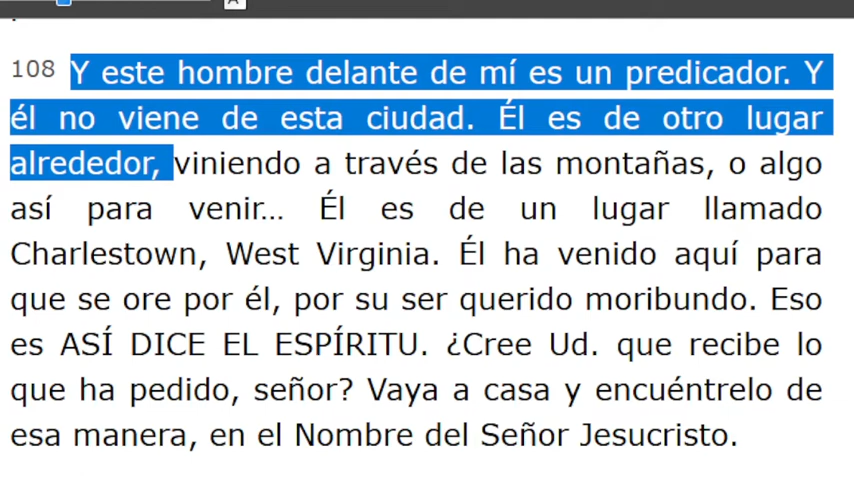 A
108 Y este hombre delante de mí es un predicador. Y
él no viene de esta ciudad. Él es de otro lugar
alrededor, viniendo a través de las montañas, o algo
así para venir… Él es de un lugar llamado
Charlestown, West Virginia. Él ha venido aquí para
que se ore por él, por su ser querido moribundo. Eso
es ASÍ DICE EL ESPÍRITU. ¿Cree Ud. que recibe lo
que ha pedido, señor? Vaya a casa y encuéntrelo de
esa manera, en el Nombre del Señor Jesucristo.